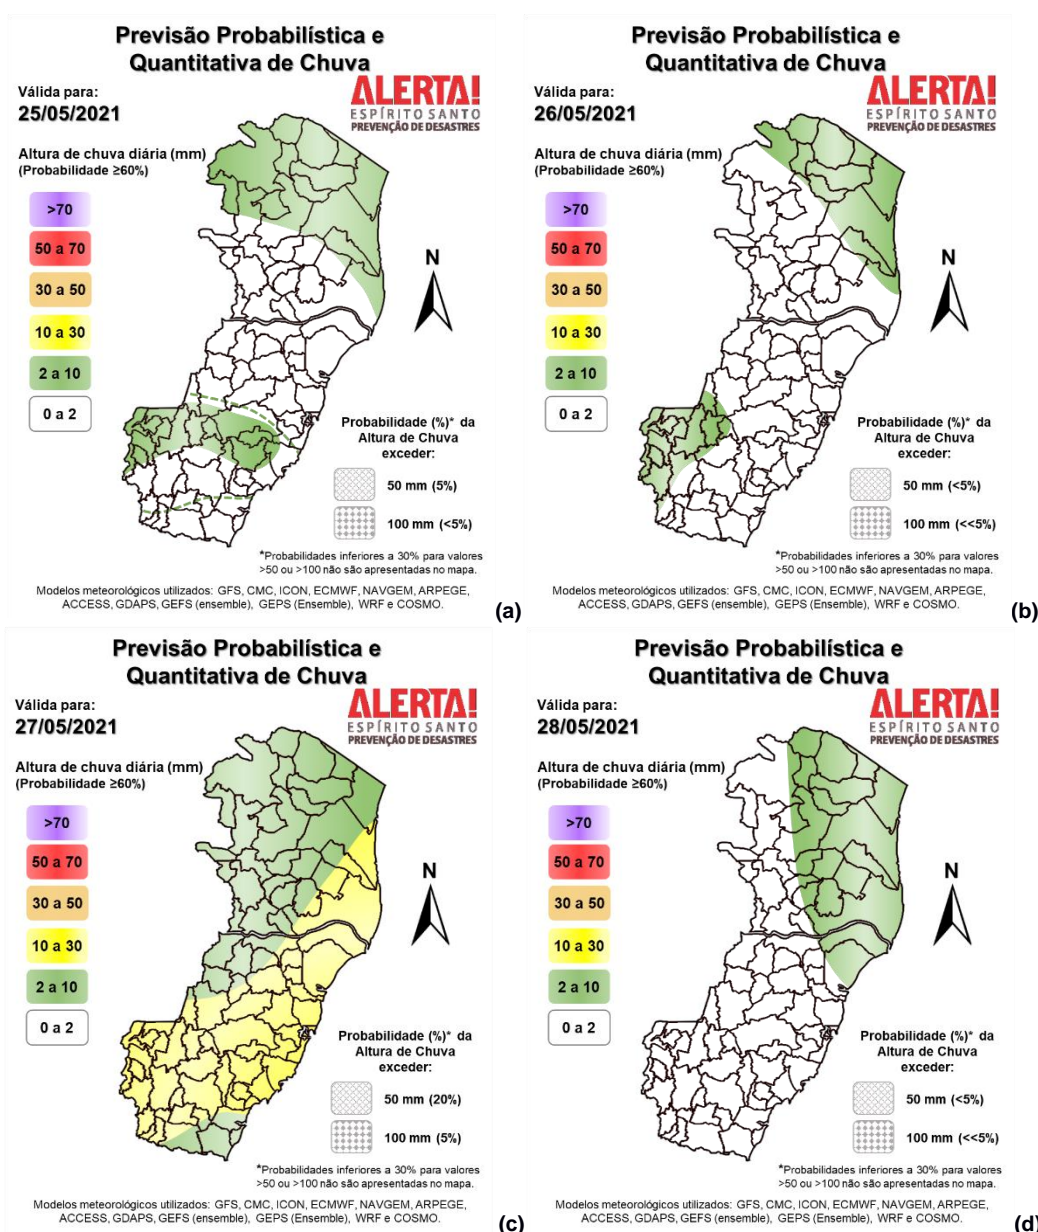 Previsão Probabilística e
Quantitativa de Chuva
Válida para:
25/05/2021
ALERTA!
ESPÍRITO SANTO
PREVENÇÃO DE DESASTRES
Altura de chuva diária (mm)
(Probabilidade ≥60%)
>70
50 a 70
30 a 50
10 a 30
2 a 10
0 a 2
N
Probabilidade (%)* da
Altura de Chuva
exceder:
50 mm (5%)
100 mm (<5%)
*Probabilidades inferiores a 30% para valores
>50 ou >100 não são apresentadas no mapa.
Modelos meteorológicos utilizados: GFS, CMC, ICON, ECMWF, NAVGEM, ARPEGE,
ACCESS, GDAPS, GEFS (ensemble), GEPS (Ensemble), WRF e COSMO.
(a)
Previsão Probabilística e
Quantitativa de Chuva
Válida para:
26/05/2021
ALERTA!
ESPÍRITO SANTO
PREVENÇÃO DE DESASTRES
Altura de chuva diária (mm)
(Probabilidade ≥60%)
>70
50 a 70
30 a 50
10 a 30
2 a 10
0 a 2
N
Probabilidade (%)* da
Altura de Chuva
exceder:
50 mm (<5%)
100 mm (<<5%)
*Probabilidades inferiores a 30% para valores
>50 ou >100 não são apresentadas no mapa.
Modelos meteorológicos utilizados: GFS, CMC, ICON, ECMWF, NAVGEM, ARPEGE,
ACCESS, GDAPS, GEFS (ensemble), GEPS (Ensemble), WRF e COSMO.
(b)
Previsão Probabilística e
Quantitativa de Chuva
Válida para:
27/05/2021
ALERTA!
ESPÍRITO SANTO
PREVENÇÃO DE DESASTRES
Altura de chuva diária (mm)
(Probabilidade ≥60%)
>70
50 a 70
30 a 50
10 a 30
2 a 10
0 a 2
N
Probabilidade (%)* da
Altura de Chuva
exceder:
50 mm (20%)
100 mm (5%)
*Probabilidades inferiores a 30% para valores
>50 ou >100 não são apresentadas no mapa.
Modelos meteorológicos utilizados: GFS, CMC, ICON, ECMWF, NAVGEM, ARPEGE,
ACCESS, GDAPS, GEFS (ensemble), GEPS (Ensemble), WRF e COSMO.
(c)
Previsão Probabilística e
Quantitativa de Chuva
Válida para:
28/05/2021
ALERTA!
ESPÍRITO SANTO
PREVENÇÃO DE DESASTRES
Altura de chuva diária (mm)
(Probabilidade ≥60%)
>70
50 a 70
30 a 50
10 a 30
2 a 10
0 a 2
N
Probabilidade (%)* da
Altura de Chuva
exceder:
50 mm (<5%)
100 mm (<<5%)
*Probabilidades inferiores a 30% para valores
>50 ou >100 não são apresentadas no mapa.
Modelos meteorológicos utilizados: GFS, CMC, ICON, ECMWF, NAVGEM, ARPEGE,
ACCESS, GDAPS, GEFS (ensemble), GEPS (Ensemble), WRF e COSMO.
(d)